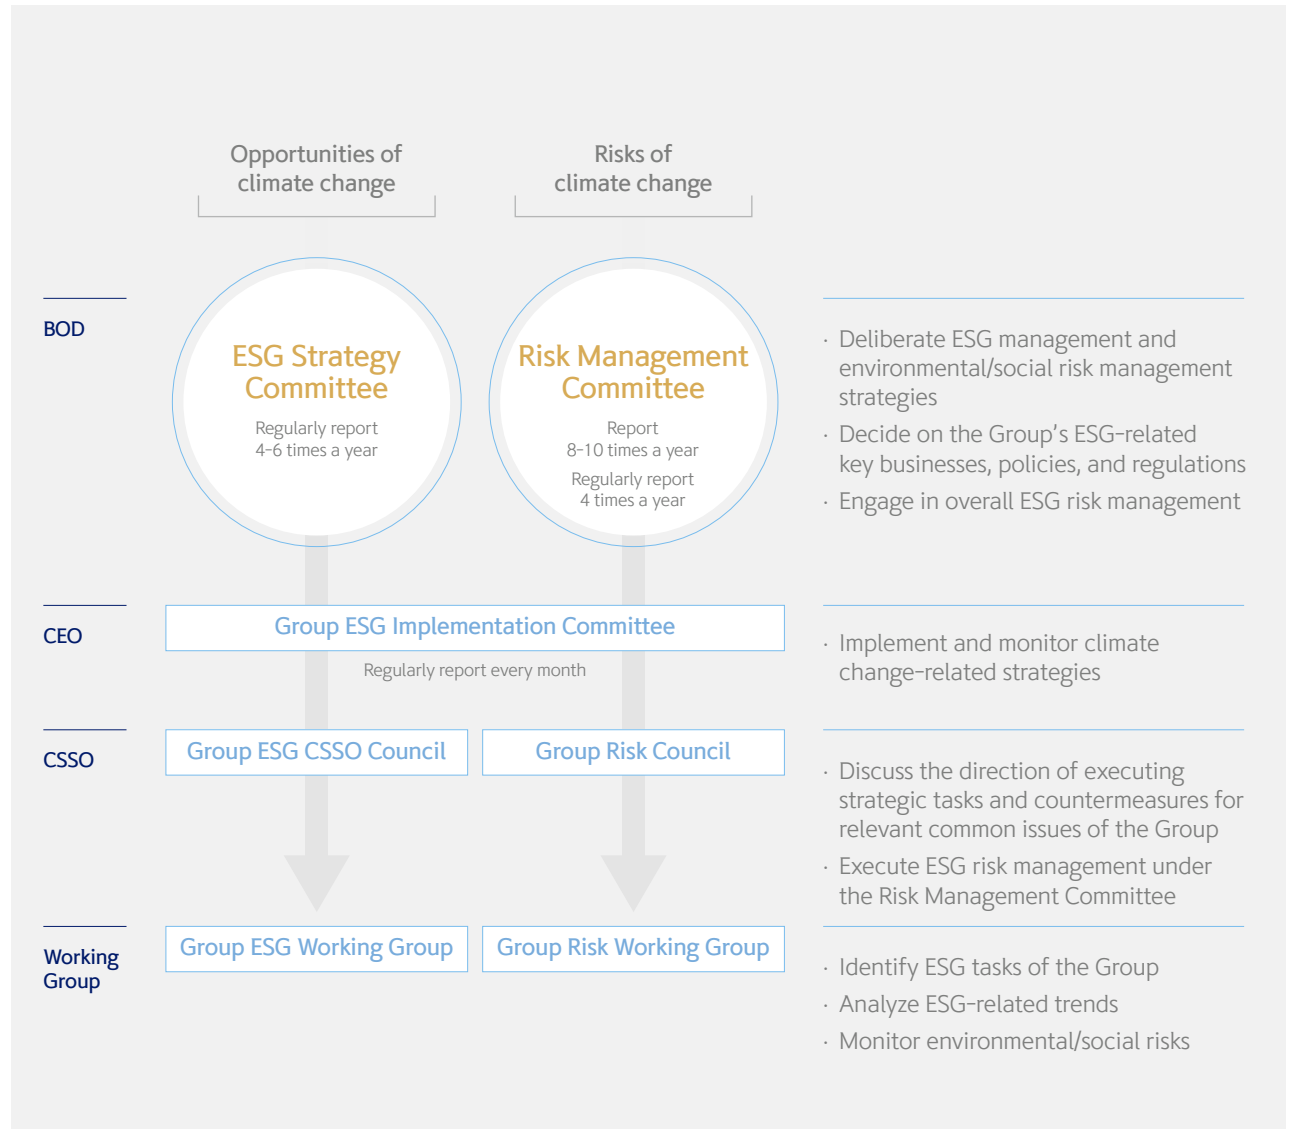 Opportunities of
climate change
Risks of
climate change
BOD
ESG Strategy
Committee
Regularly report
4-6 times a year
Risk Management
Committee
Report
8-10 times a year
Regularly report
4 times a year
· Deliberate ESG management and
environmental/social risk management
strategies
· Decide on the Group's ESG-related
key businesses, policies, and regulations
· Engage in overall ESG risk management
CEO
Group ESG Implementation Committee
Regularly report every month
· Implement and monitor climate
change-related strategies
CSSO
Group ESG CSSO Council
Group Risk Council
· Discuss the direction of executing
strategic tasks and countermeasures for
relevant common issues of the Group
· Execute ESG risk management under
the Risk Management Committee
Working
Group
Group ESG Working Group
Group Risk Working Group
· Identify ESG tasks of the Group
· Analyze ESG-related trends
· Monitor environmental/social risks